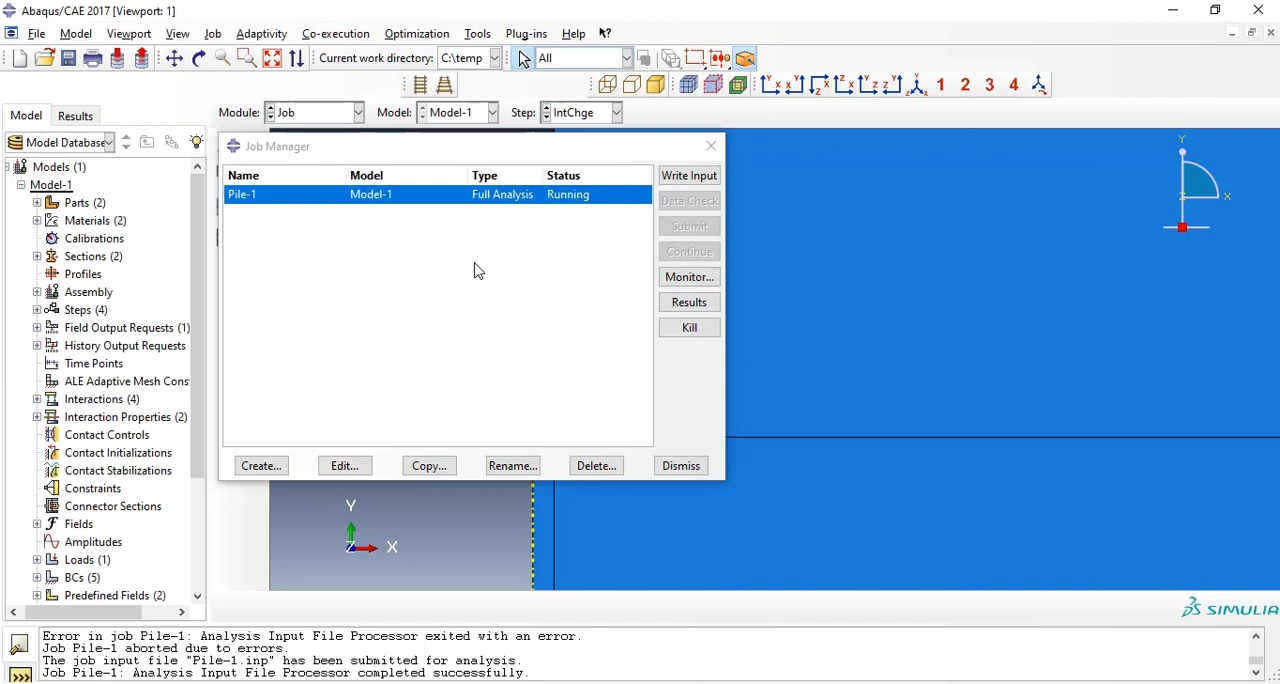 Abaqus/CAE 2017 [Viewport: 1]
File Model Viewport View Job Adaptivity Co-execution Optimization Tools Plug-ins Help
Current work directory: C:\temp All
1 2 3 4
Model Results Module: Job Model: Model-1 Step: IntChge
Model Database
Models (1)
Model-1
Parts (2)
Materials (2)
Calibrations
Sections (2)
Profiles
Assembly
Steps (4)
Field Output Requests (1)
History Output Requests
Time Points
ALE Adaptive Mesh Cons
Interactions (4)
Interaction Properties (2)
Contact Controls
Contact Initializations
Contact Stabilizations
Constraints
Connector Sections
Fields
Amplitudes
Loads (1)
BCs (5)
Predefined Fields (2)
Job Manager
Name Model Type Status
Pile-1 Model-1 Full Analysis Running
Write Input
Data Check
Submit
Continue
Monitor...
Results
Kill
Create... Edit... Copy... Rename... Delete... Dismiss
Y
Z X
Y
Z X
SIMULIA
Error in job Pile-1: Analysis Input File Processor exited with an error.
Job Pile-1 aborted due to errors.
The job input file "Pile-1.inp" has been submitted for analysis.
Job Pile-1: Analysis Input File Processor completed successfully.
>>>